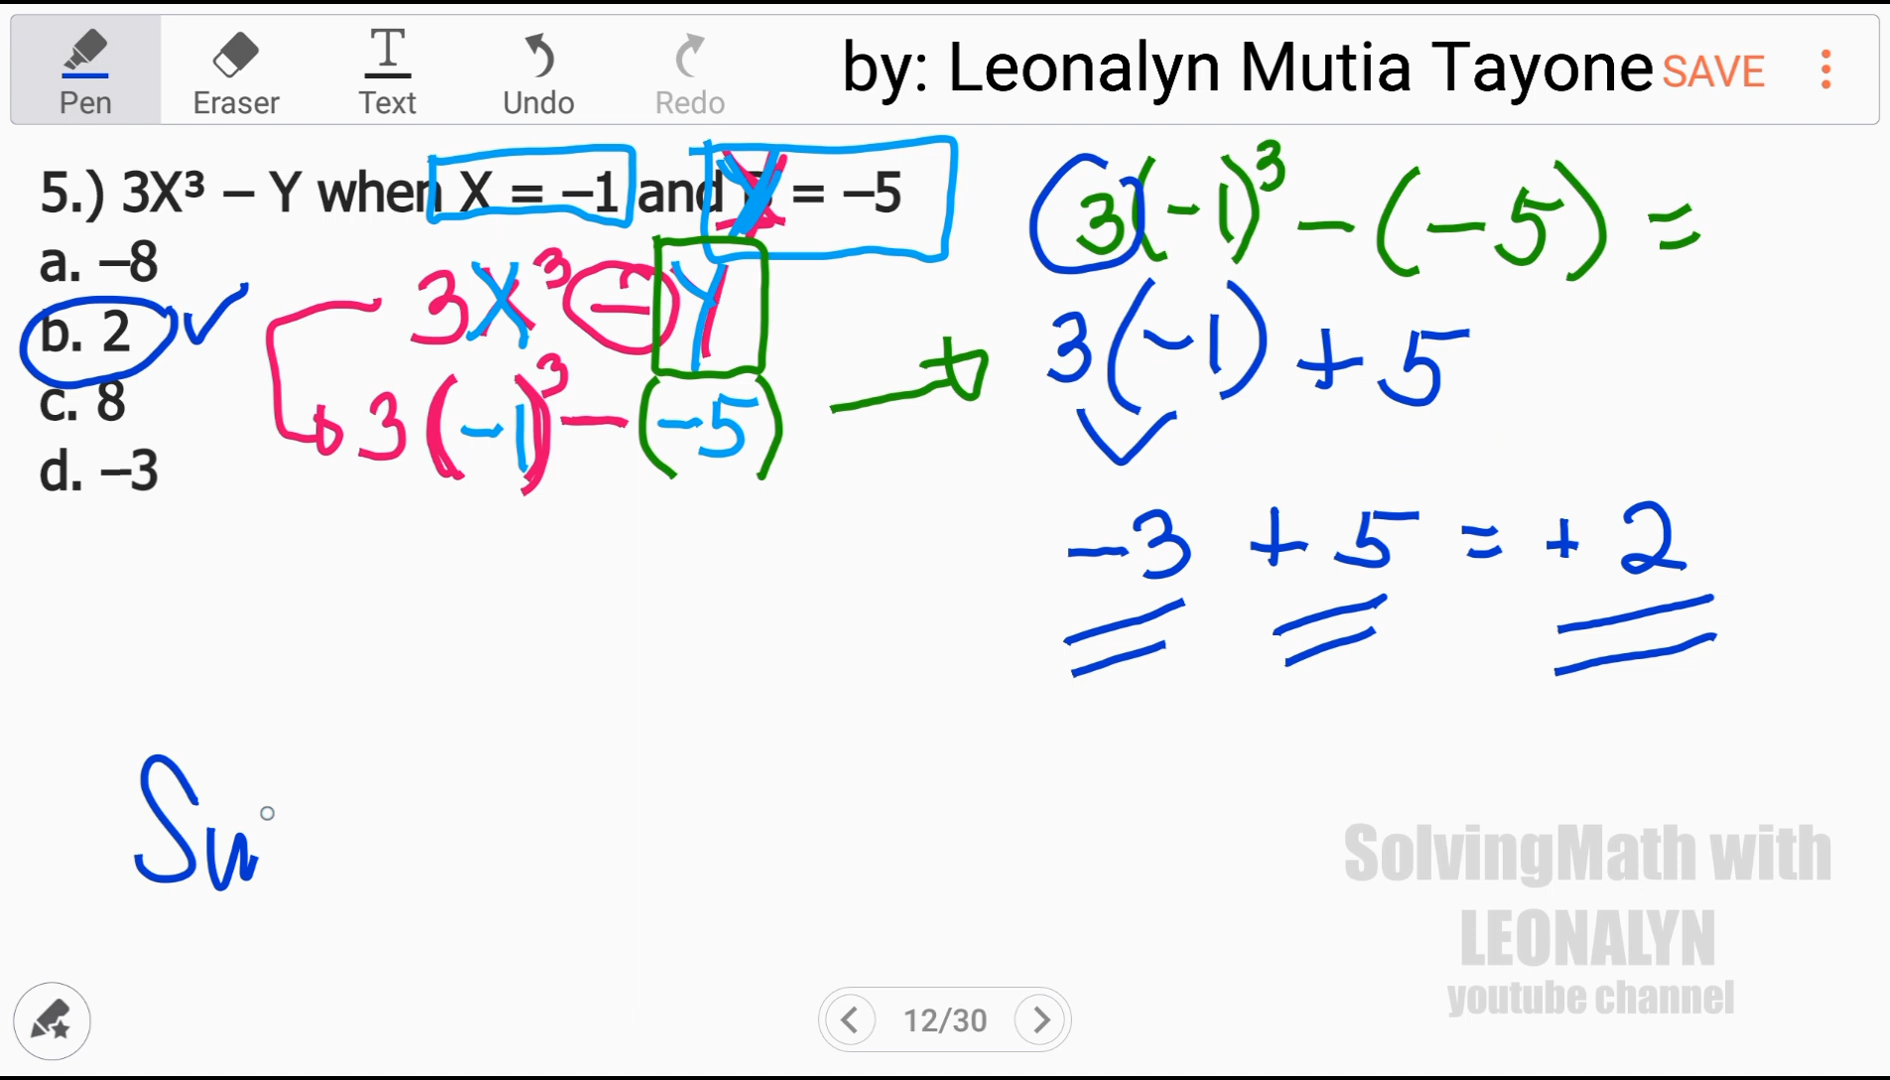 Pen Eraser Text Undo Redo by: Leonalyn Mutia Tayone SAVE
5.) 3X³ – Y when X = –1 and Y = –5
a. –8
b. 2
c. 8
d. –3
3X³ – Y
3(-1)³ – (-5)
3(-1)³ – (-5) =
3(-1) + 5
-3 + 5 = + 2
Su
SolvingMath with
LEONALYN
youtube channel
12/30